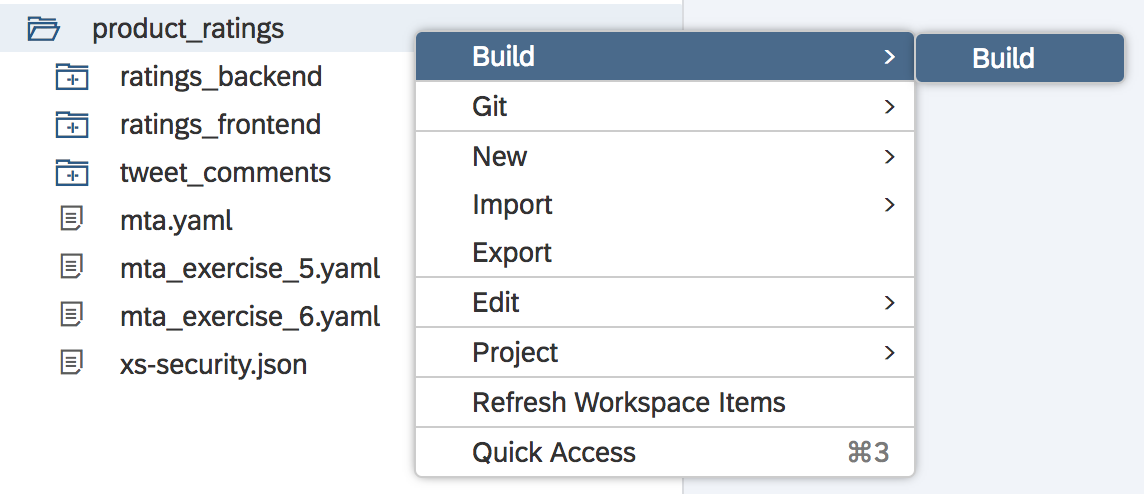 product_ratings
ratings_backend
ratings_frontend
tweet_comments
mta.yaml
mta_exercise_5.yaml
mta_exercise_6.yaml
xs-security.json
Build
Git
New
Import
Export
Edit
Project
Refresh Workspace Items
Quick Access ⌘3
Build